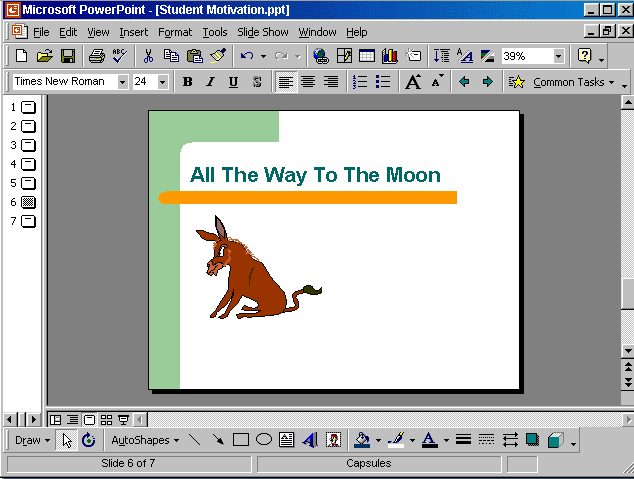 Microsoft PowerPoint - [Student Motivation.ppt]
File Edit View Insert Format Tools Slide Show Window Help
ABC 39% ?
Times New Roman 24 B I U S A A Common Tasks
1
2
3
4
5
6
7
All The Way To The Moon
Draw AutoShapes A A
Slide 6 of 7 Capsules